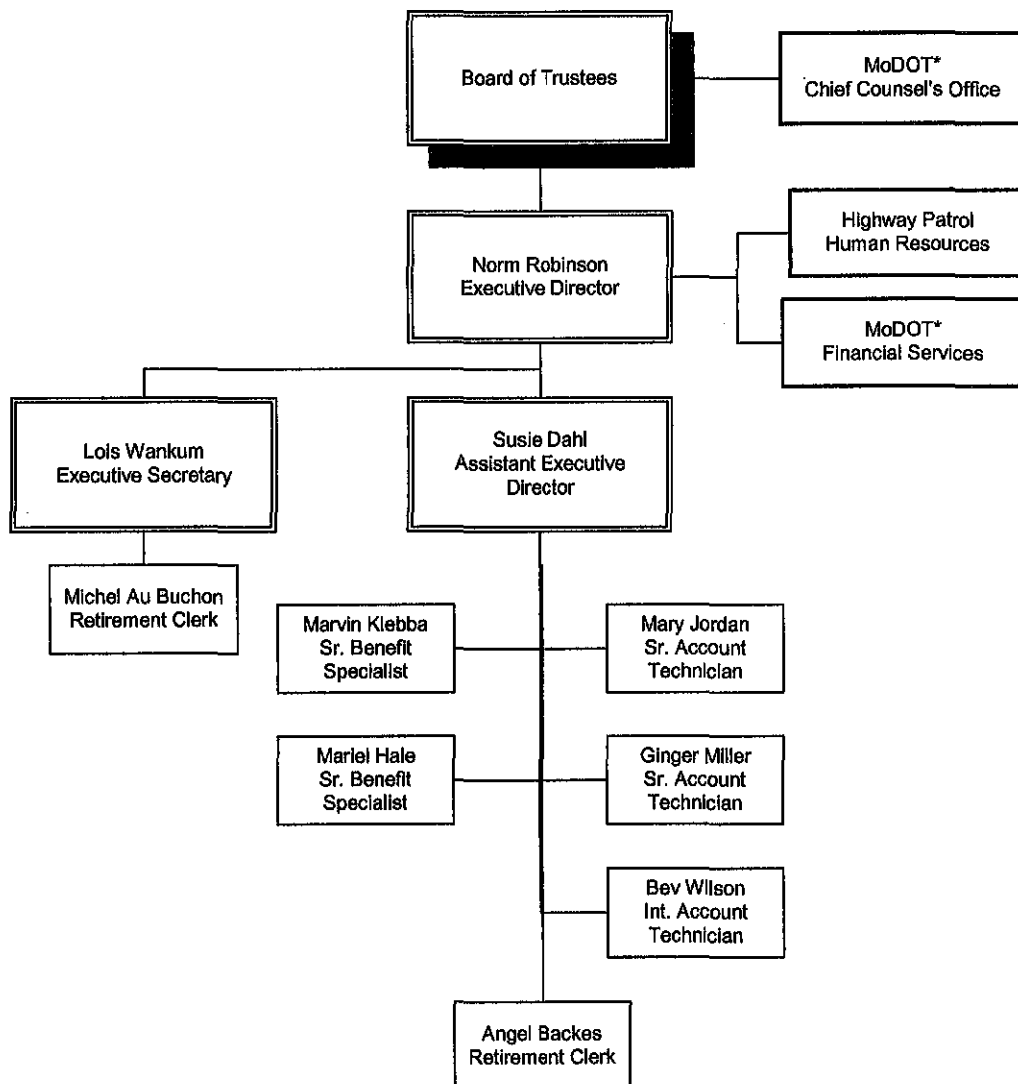 Board of Trustees
MoDOT*
Chief Counsel's Office
Norm Robinson
Executive Director
Highway Patrol
Human Resources
MoDOT*
Financial Services
Lois Wankum
Executive Secretary
Susie Dahl
Assistant Executive
Director
Michel Au Buchon
Retirement Clerk
Marvin Klebba
Sr. Benefit
Specialist
Mary Jordan
Sr. Account
Technician
Mariel Hale
Sr. Benefit
Specialist
Ginger Miller
Sr. Account
Technician
Bev Wilson
Int. Account
Technician
Angel Backes
Retirement Clerk